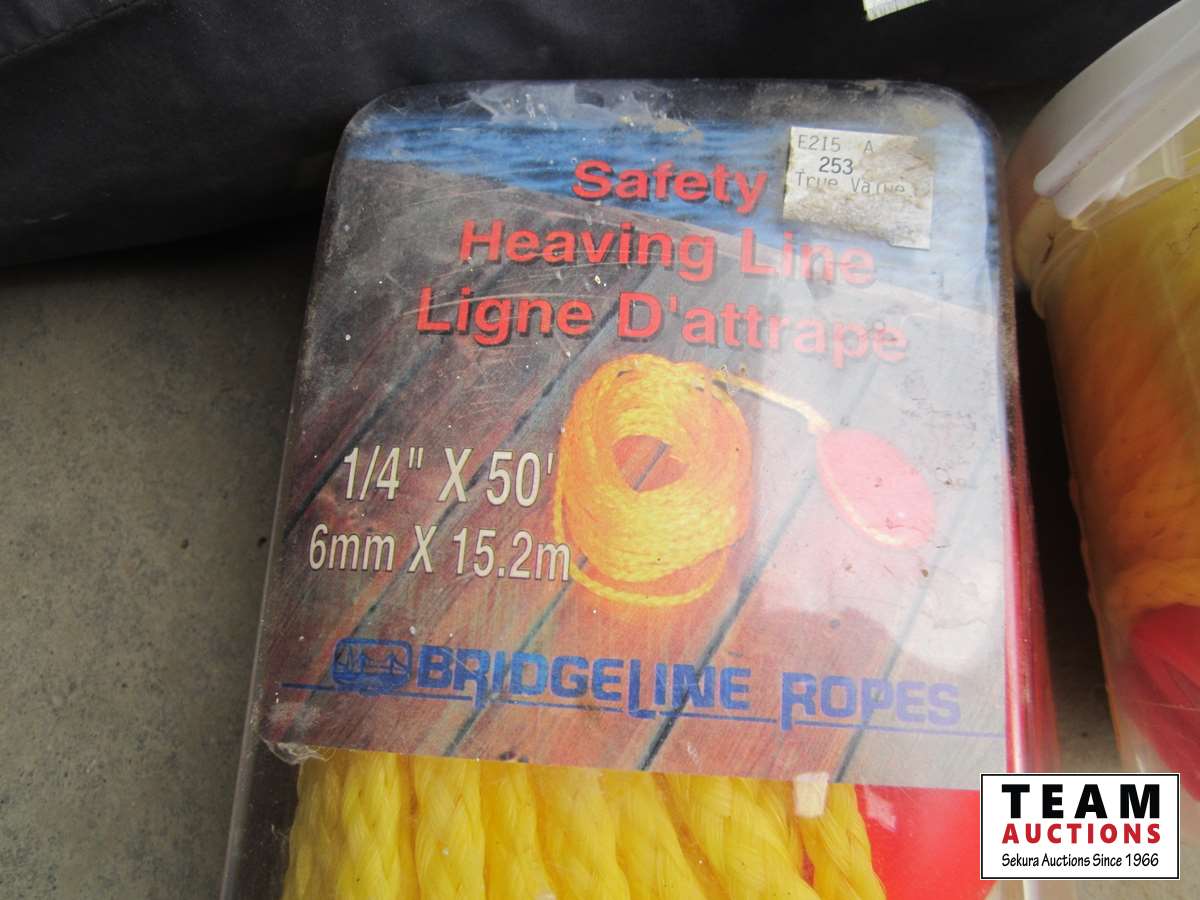 E2I5 A
253
True Value
Safety
Heaving Line
Ligne D'attrape
1/4" X 50'
6mm X 15.2m
BRIDGELINE ROPES
TEAM
AUCTIONS
Sekura Auctions Since 1966